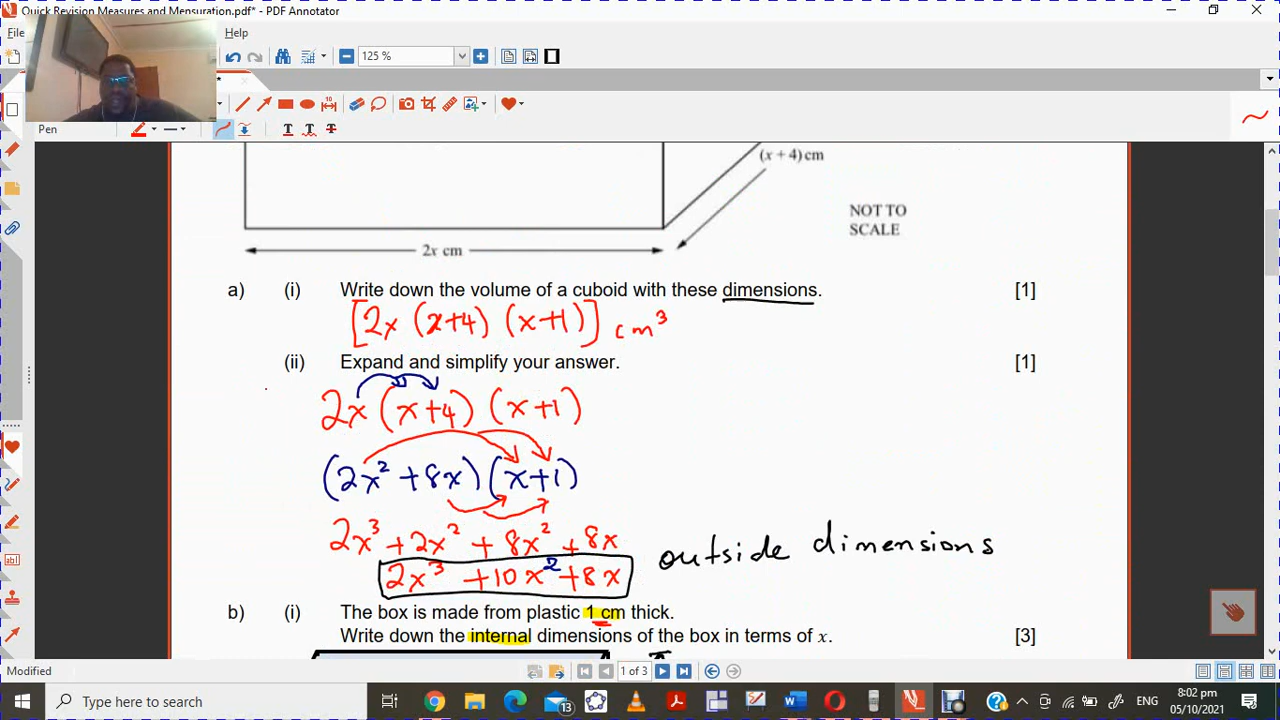 Quick Revision Measures and Mensuration.pdf* - PDF Annotator
Help
125 %
Pen
(x + 4) cm
NOT TO
SCALE
2x cm
a) (i) Write down the volume of a cuboid with these dimensions. [1]
[2x (x+4) (x+1)] cm³
(ii) Expand and simplify your answer. [1]
2x (x+4) (x+1)
(2x² +8x) (x+1)
2x³ +2x² + 8x² +8x
2x³ +10x² +8x
outside dimensions
b) (i) The box is made from plastic 1 cm thick.
Write down the internal dimensions of the box in terms of x. [3]
Modified
1 of 3
Type here to search
13
ENG
8:02 pm
05/10/2021